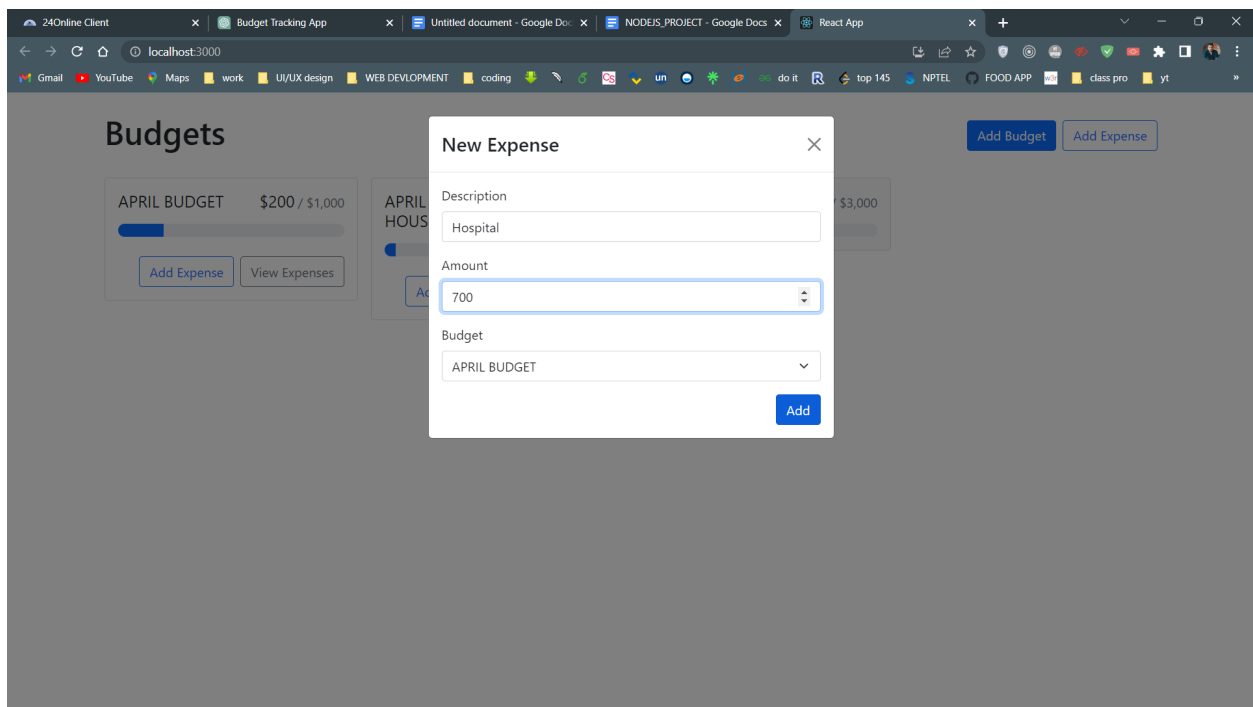 24Online Client
Budget Tracking App
Untitled document - Google Doc
NODEJS_PROJECT - Google Docs
React App
localhost:3000
Gmail YouTube Maps work UI/UX design WEB DEVLOPMENT coding CS un do it R top 145 NPTEL FOOD APP w3r class pro yt »
Budgets
Add Budget Add Expense
APRIL BUDGET $200 / $1,000
Add Expense View Expenses
APRIL
HOUS
/ $3,000
New Expense
Description
Hospital
Amount
700
Budget
APRIL BUDGET
Add